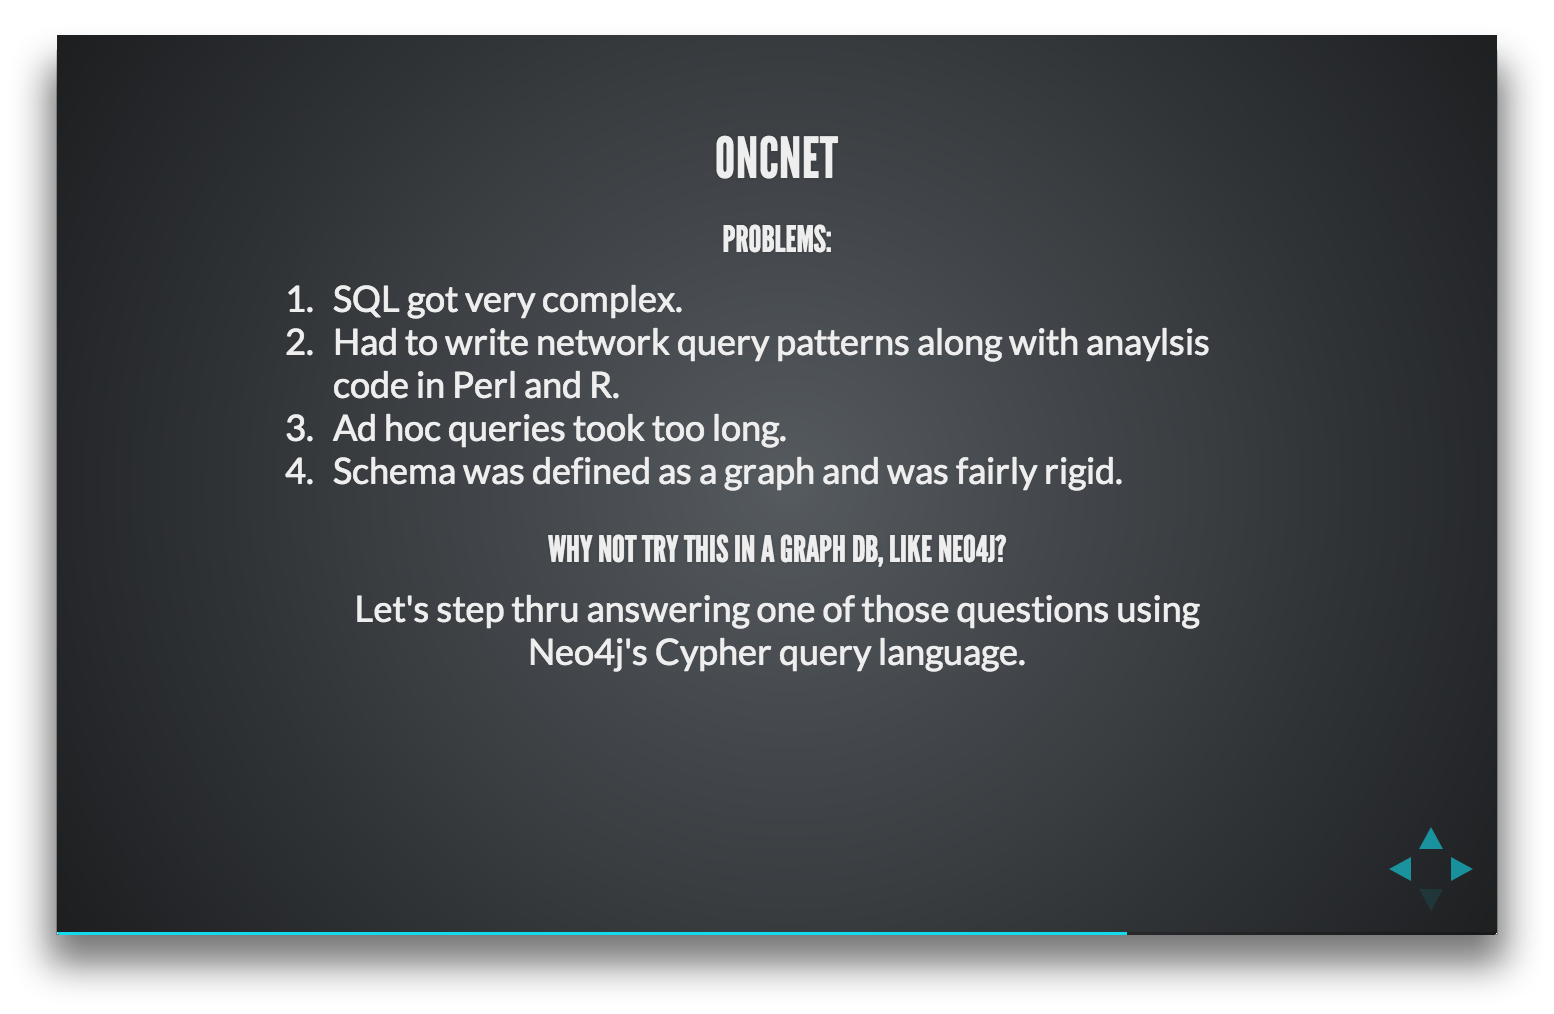 ONCNET
PROBLEMS:
1. SQL got very complex.
2. Had to write network query patterns along with anaylsis
code in Perl and R.
3. Ad hoc queries took too long.
4. Schema was defined as a graph and was fairly rigid.
WHY NOT TRY THIS IN A GRAPH DB, LIKE NEO4J?
Let's step thru answering one of those questions using
Neo4j's Cypher query language.